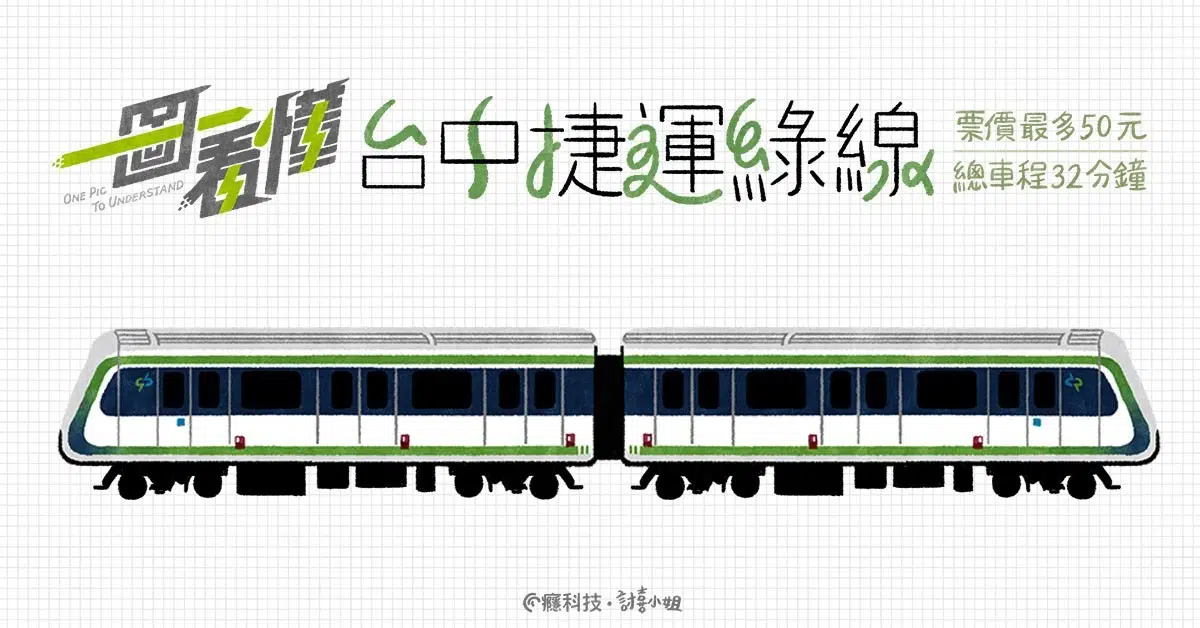 一圖看懂
ONE PIC
TO UNDERSTAND
台中捷運綠線
票價最多50元
總車程32分鐘
癮科技・討喜小姐